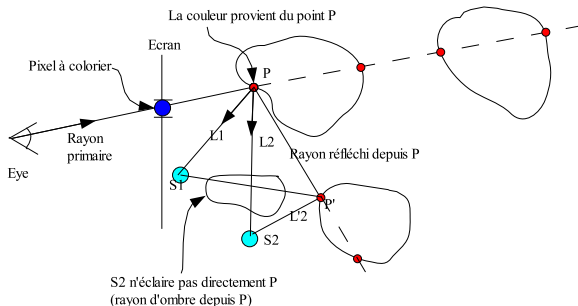 La couleur provient du point P
Ecran
Pixel à colorier
P
L1
L2
Rayon
primaire
Eye
Rayon réfléchi depuis P
S1
P'
L'2
S2
S2 n'éclaire pas directement P
(rayon d'ombre depuis P)